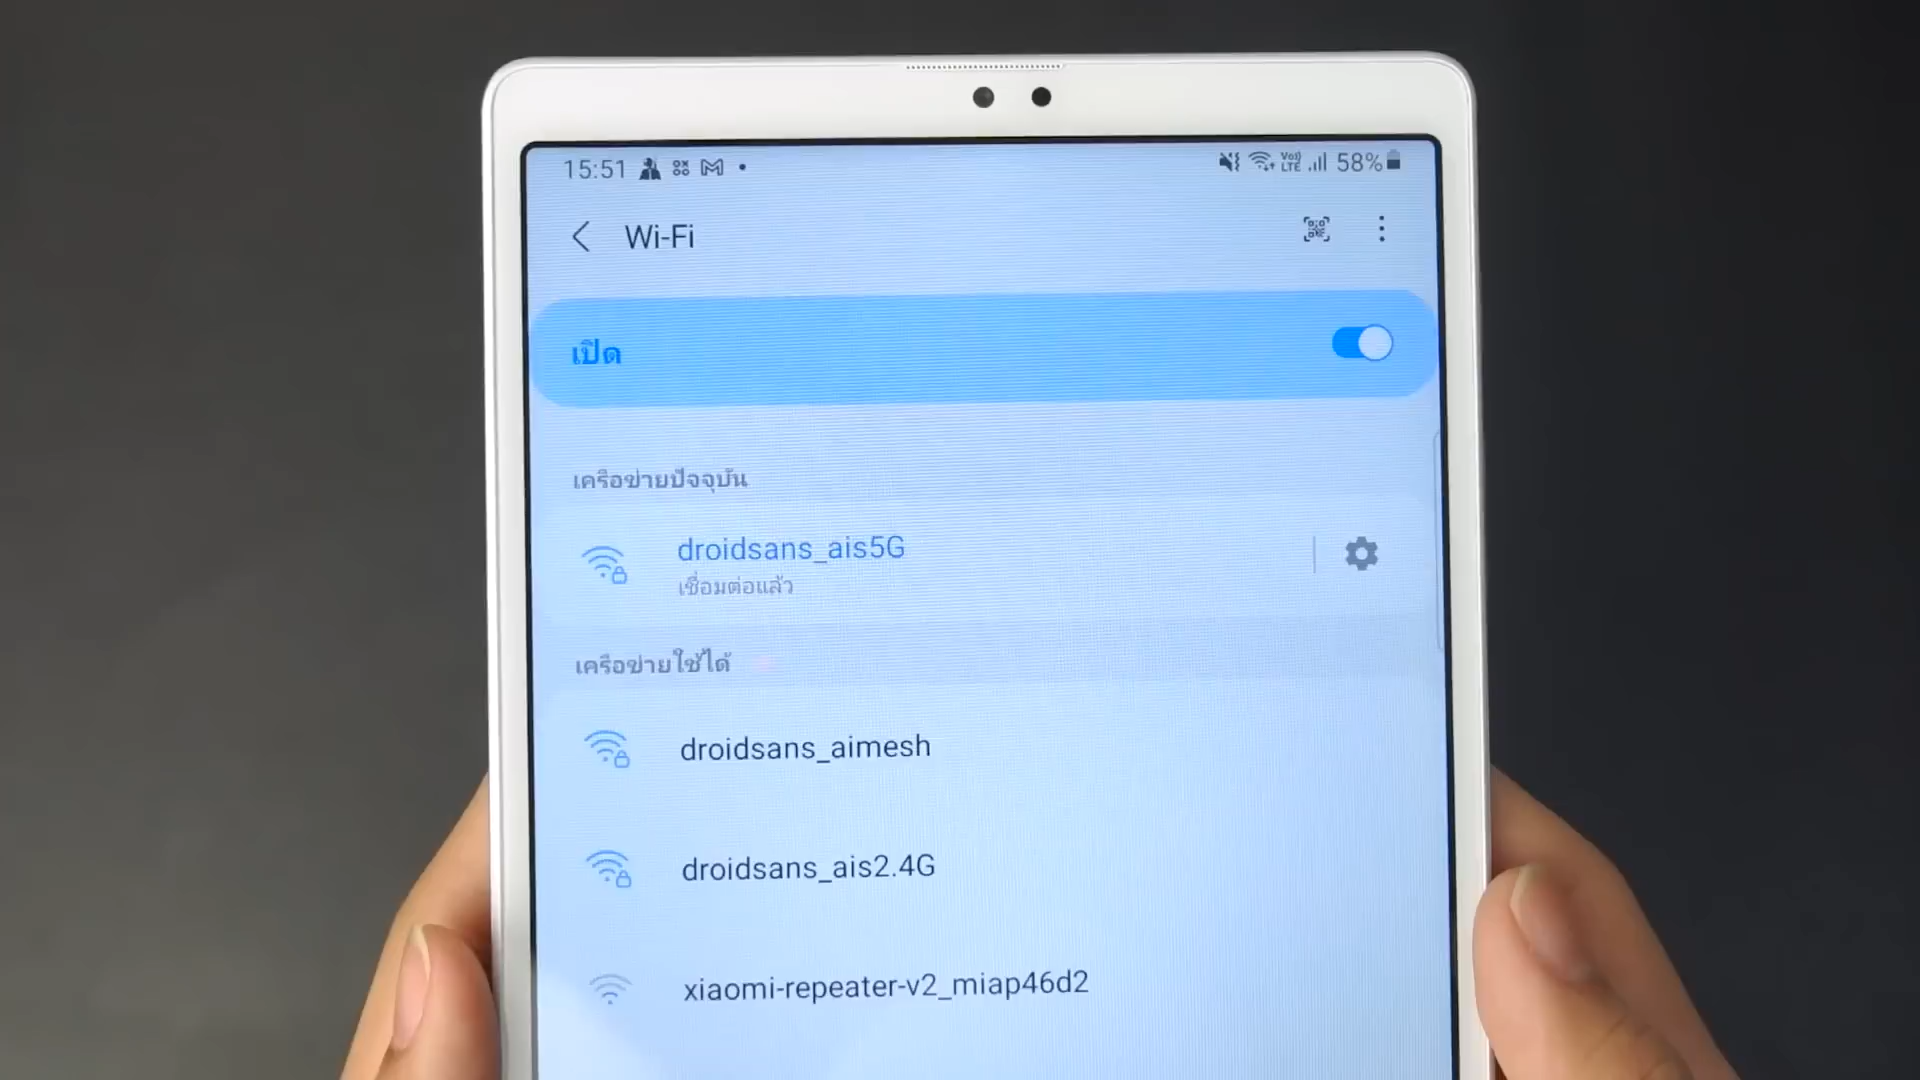 15:51
Vo))
LTE
58%
Wi-Fi
เปิด
เครือข่ายปัจจุบัน
droidsans_ais5G
เชื่อมต่อแล้ว
เครือข่ายใช้ได้
droidsans_aimesh
droidsans_ais2.4G
xiaomi-repeater-v2_miap46d2